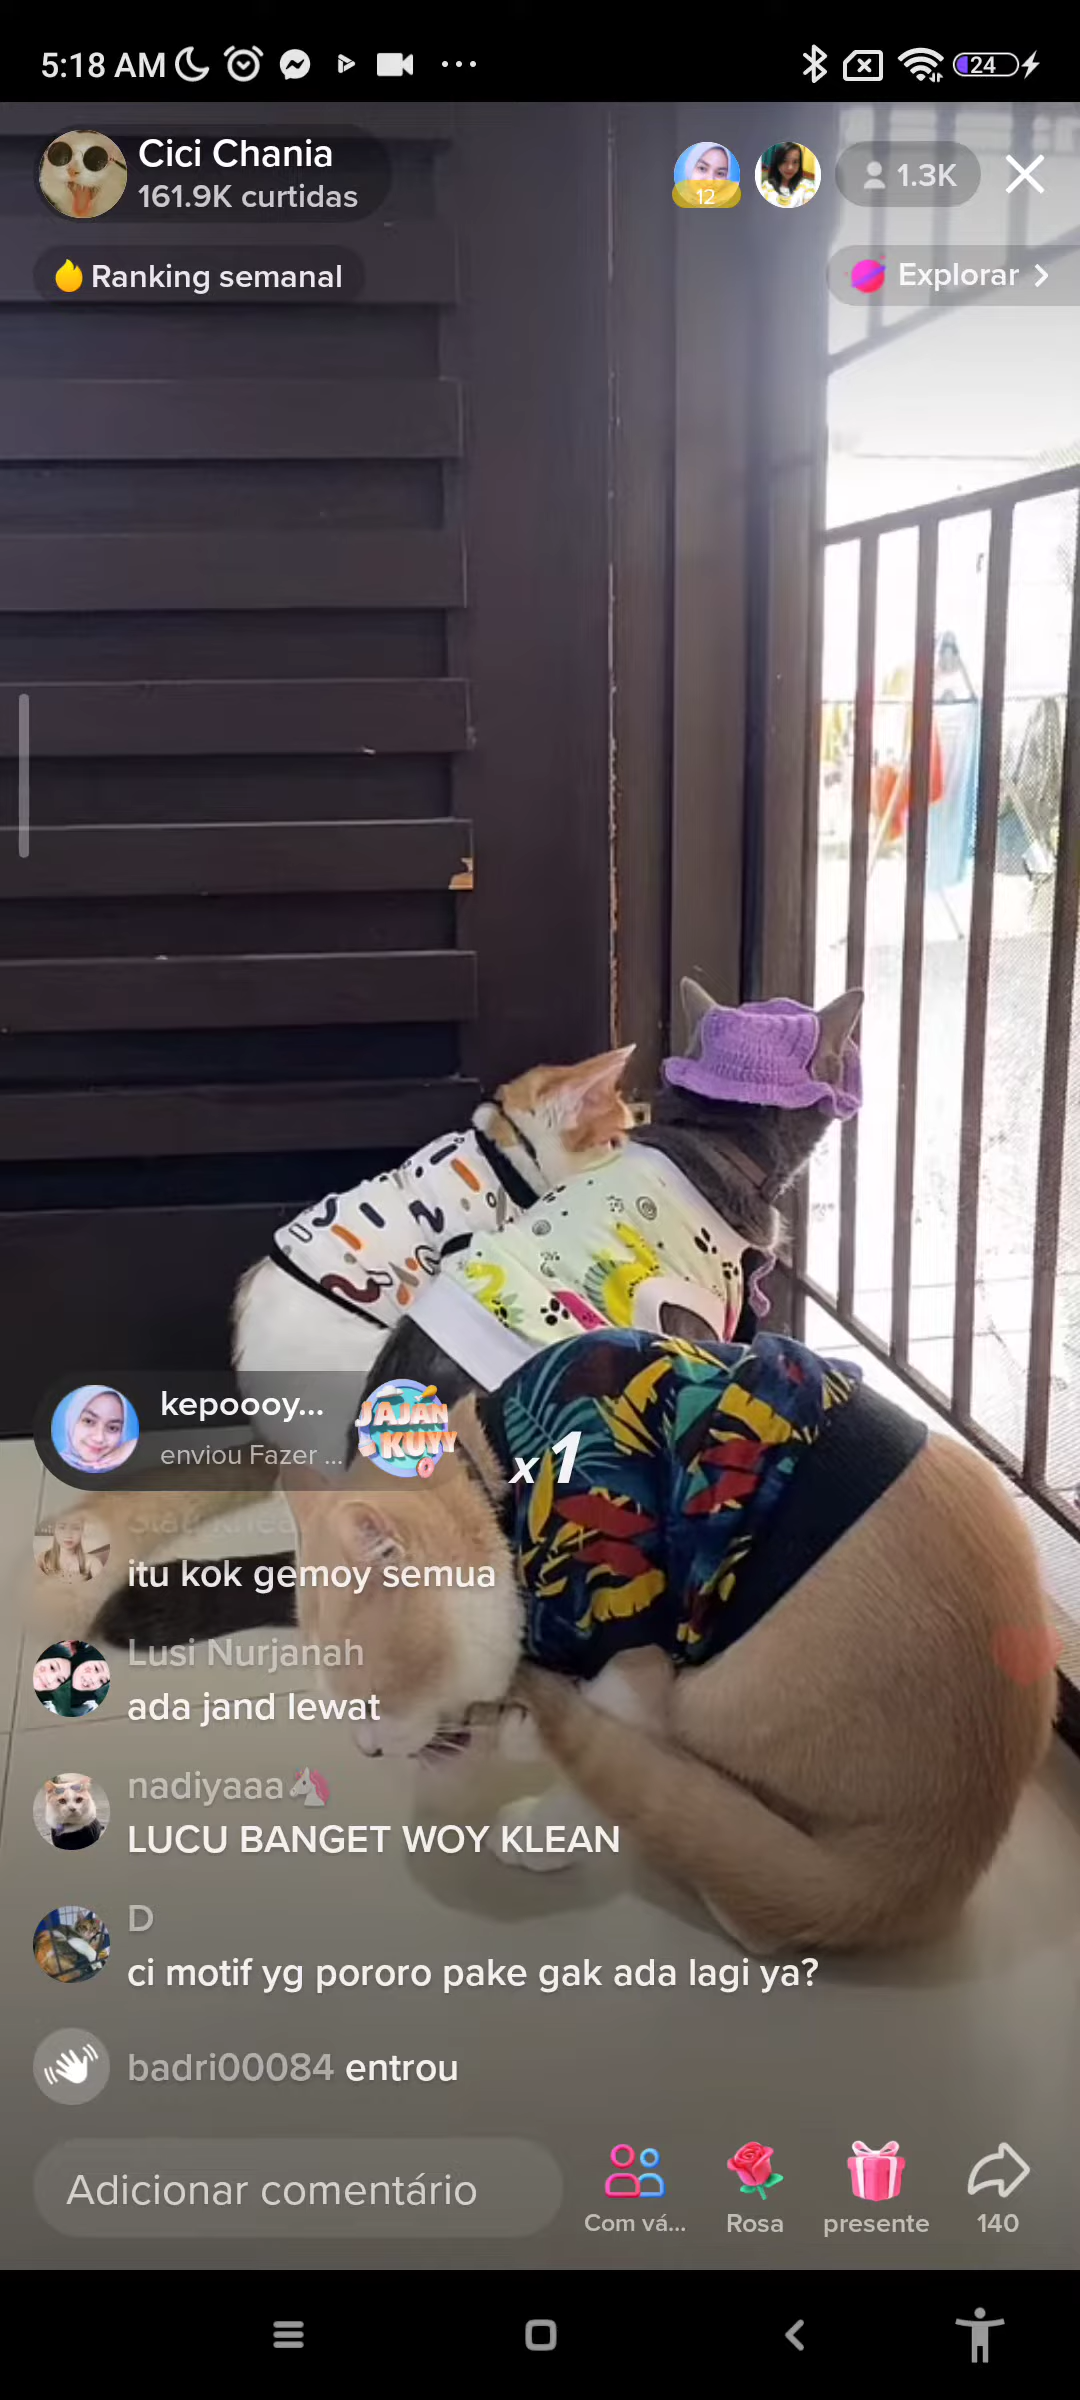 5:18 AM
24
Cici Chania
161.9K curtidas
12
1.3K
Ranking semanal
Explorar
kepoooy...
enviou Fazer ...
JAJAN
KUYY
x1
itu kok gemoy semua
Lusi Nurjanah
ada jand lewat
nadiyaaa🦄
LUCU BANGET WOY KLEAN
D
ci motif yg pororo pake gak ada lagi ya?
badri00084 entrou
Adicionar comentário
Com vá...
Rosa
presente
140